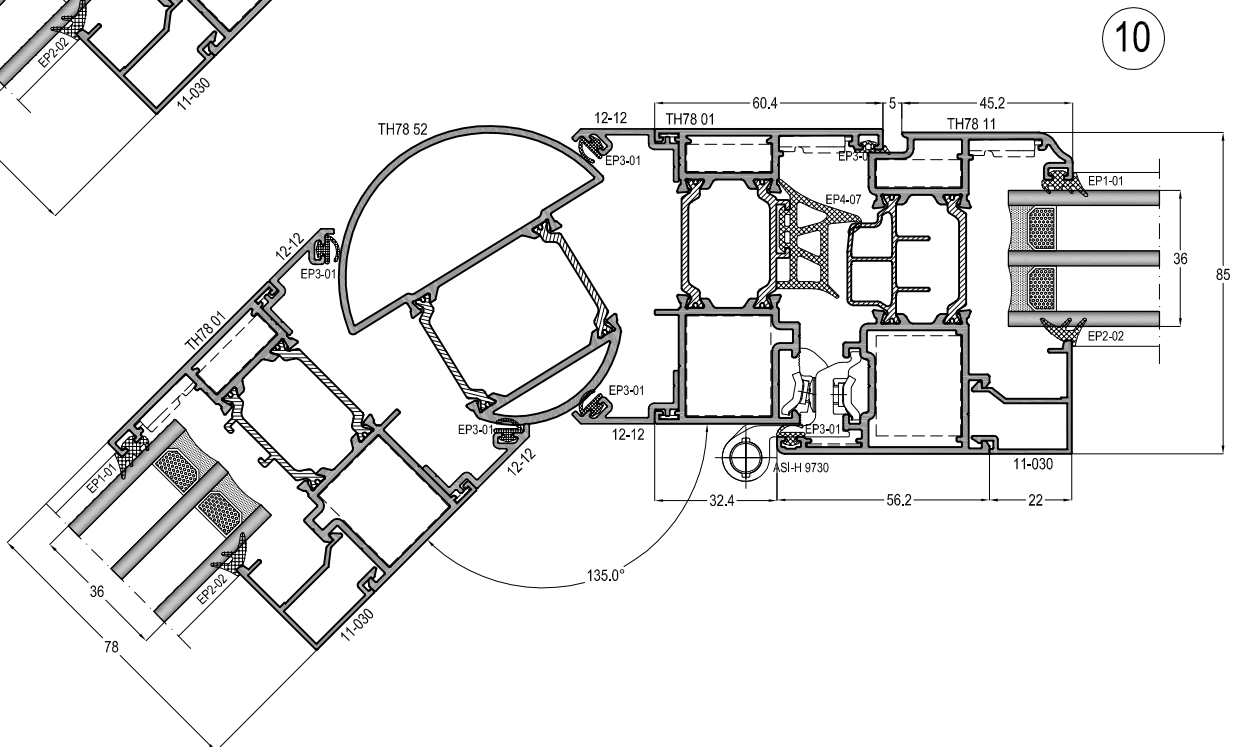 10
EP2-02
11-030
60.4
5
45.2
12-12
TH78 01
TH78 11
TH78 52
EP3-01
EP3-0
EP1-01
EP4-07
12-12
EP3-01
36
85
TH78 01
EP2-02
EP3-01
EP3-01
12-12
EP3-01
12-12
ASI-H 9730
11-030
EP1-01
32.4
56.2
22
135.0°
36
EP2-02
78
11-030